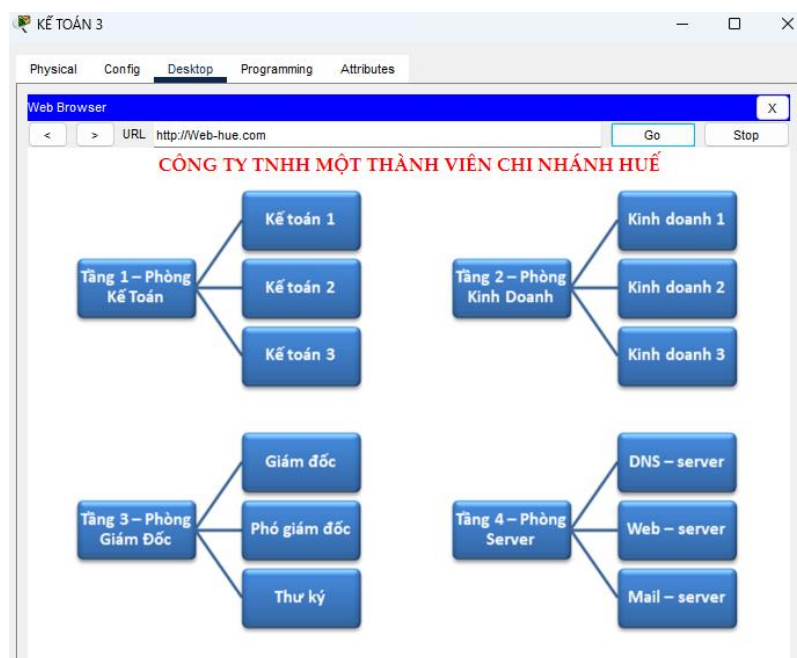 KẾ TOÁN 3
Physical Config Desktop Programming Attributes
Web Browser X
< > URL http://Web-hue.com Go Stop
CÔNG TY TNHH MỘT THÀNH VIÊN CHI NHÁNH HUẾ
Tầng 1 – Phòng
Kế Toán
Kế toán 1
Kế toán 2
Kế toán 3
Tầng 2 – Phòng
Kinh Doanh
Kinh doanh 1
Kinh doanh 2
Kinh doanh 3
Tầng 3 – Phòng
Giám Đốc
Giám đốc
Phó giám đốc
Thư ký
Tầng 4 – Phòng
Server
DNS – server
Web – server
Mail – server